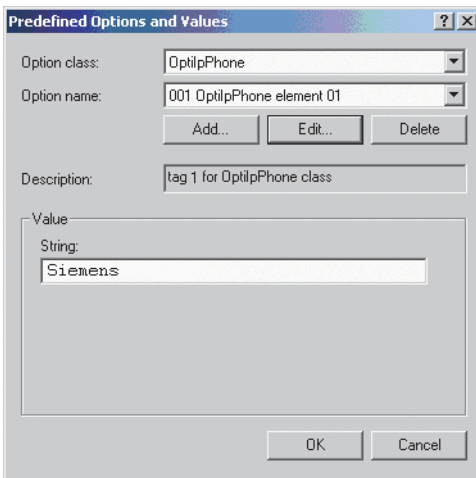 Predefined Options and Values
Option class: OptiIpPhone
Option name: 001 OptiIpPhone element 01
Add... Edit... Delete
Description: tag 1 for OptiIpPhone class
Value
String:
Siemens
OK Cancel